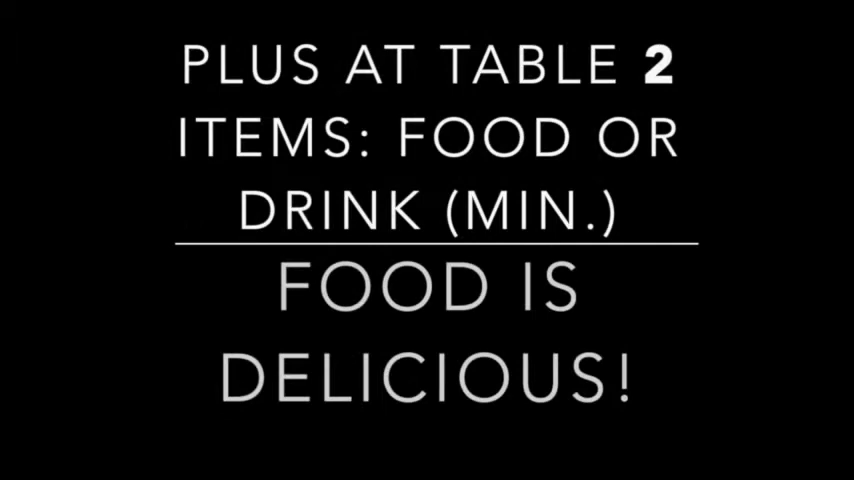 PLUS AT TABLE 2
ITEMS: FOOD OR
DRINK (MIN.)
FOOD IS
DELICIOUS!